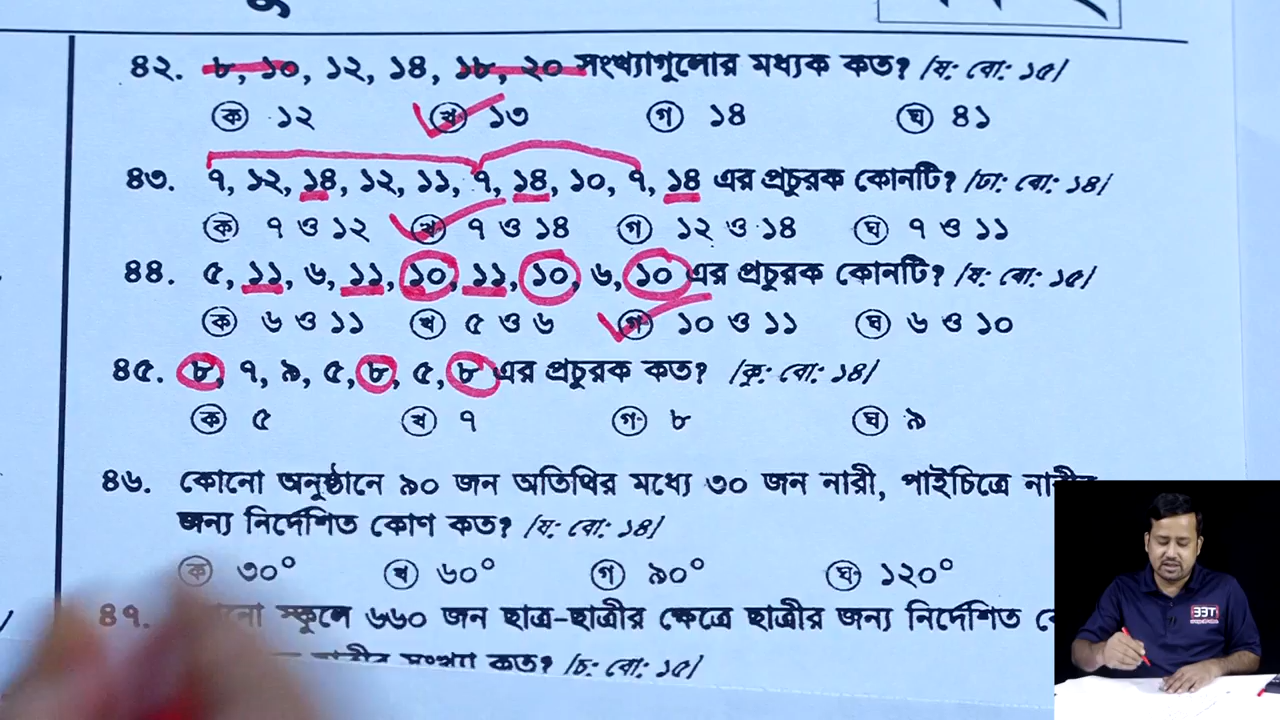 ৪২. ৮, ১০, ১২, ১৪, ১৮, ২০ সংখ্যাগুলোর মধ্যক কত? [য: বো: ১৫]
ক ১২ খ ১৩ গ ১৪ ঘ ৪১
৪৩. ৭, ১২, ১৪, ১২, ১১, ৭, ১৪, ১০, ৭, ১৪ এর প্রচুরক কোনটি? [ঢা: বো: ১৪]
ক ৭ ও ১২ খ ৭ ও ১৪ গ ১২ ও ১৪ ঘ ৭ ও ১১
৪৪. ৫, ১১, ৬, ১১, ১০, ১১, ১০, ৬, ১০ এর প্রচুরক কোনটি? [য: বো: ১৫]
ক ৬ ও ১১ খ ৫ ও ৬ গ ১০ ও ১১ ঘ ৬ ও ১০
৪৫. ৮, ৭, ৯, ৫, ৮, ৫, ৮ এর প্রচুরক কত? [কু: বো: ১৪]
ক ৫ খ ৭ গ ৮ ঘ ৯
৪৬. কোনো অনুষ্ঠানে ৯০ জন অতিথির মধ্যে ৩০ জন নারী, পাইচিত্রে নারীর
জন্য নির্দেশিত কোণ কত? [য: বো: ১৪]
ক ৩০° খ ৬০° গ ৯০° ঘ ১২০°
৪৭. স্কুলে ৬৬০ জন ছাত্র-ছাত্রীর ক্ষেত্রে ছাত্রীর জন্য নির্দেশিত
সংখ্যা কত? [চ: বো: ১৫]